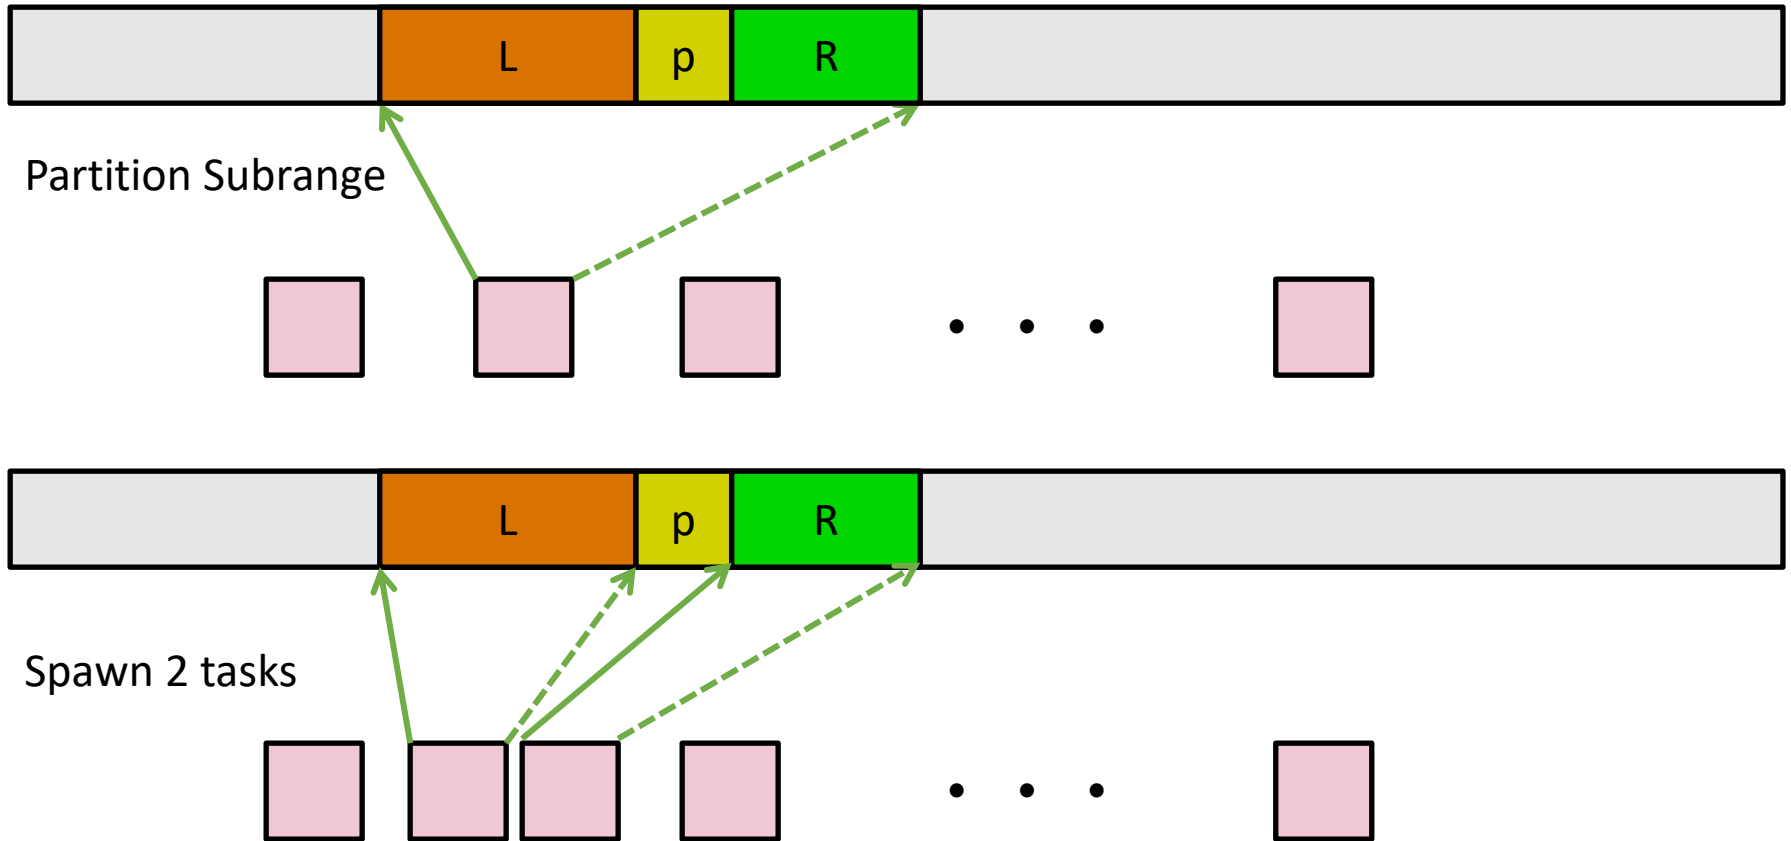 L p R
Partition Subrange
. . .
L p R
Spawn 2 tasks
. . .